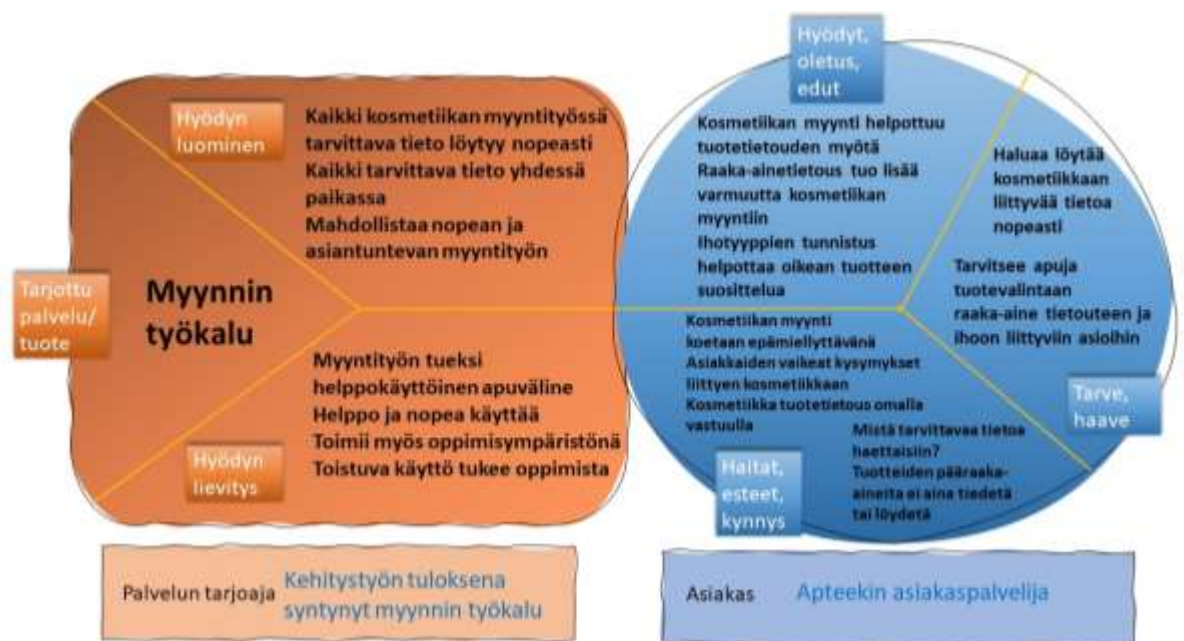 Hyödyn
luominen
Kaikki kosmetiikan myyntityössä
tarvittava tieto löytyy nopeasti
Kaikki tarvittava tieto yhdessä
paikassa
Mahdollistaa nopean ja
asiantuntevan myyntityön
Tarjottu
palvelu/
tuote
Myynnin
työkalu
Myyntityön tueksi
helppokäyttöinen apuväline
Helppo ja nopea käyttää
Toimii myös oppimisympäristönä
Toistuva käyttö tukee oppimista
Hyödyn
lievitys
Hyödyt,
oletus,
edut
Kosmetiikan myynti helpottuu
tuotetietouden myötä
Raaka-ainetietous tuo lisää
varmuutta kosmetiikan
myyntiin
Ihotyyppien tunnistus
helpottaa oikean tuotteen
suosittelua
Haluaa löytää
kosmetiikkaan
liittyvää tietoa
nopeasti
Tarvitsee apuja
tuotevalintaan
raaka-aine tietouteen ja
ihoon liittyviin asioihin
Tarve,
haave
Kosmetiikan myynti
koetaan epämiellyttävänä
Asiakkaiden vaikeat kysymykset
liittyen kosmetiikkaan
Kosmetiikka tuotetietous omalla
vastuulla
Mistä tarvittavaa tietoa
haettaisiin?
Tuotteiden pääraaka-
aineita ei aina tiedetä
tai löydetä
Haitat,
esteet,
kynnys
Palvelun tarjoaja
Kehitystyön tuloksena
syntynyt myynnin työkalu
Asiakas
Apteekin asiakaspalvelija